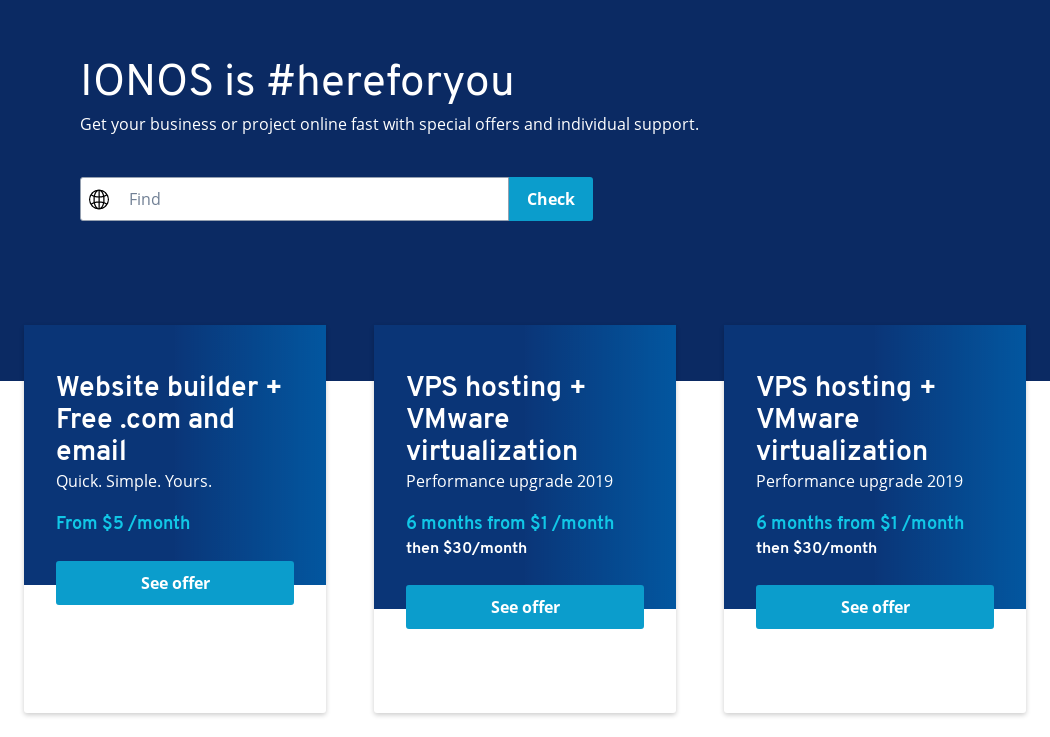 IONOS is #hereforyou
Get your business or project online fast with special offers and individual support.
Find
Check
Website builder +
Free .com and
email
Quick. Simple. Yours.
From $5 /month
See offer
VPS hosting +
VMware
virtualization
Performance upgrade 2019
6 months from $1 /month
then $30/month
See offer
VPS hosting +
VMware
virtualization
Performance upgrade 2019
6 months from $1 /month
then $30/month
See offer